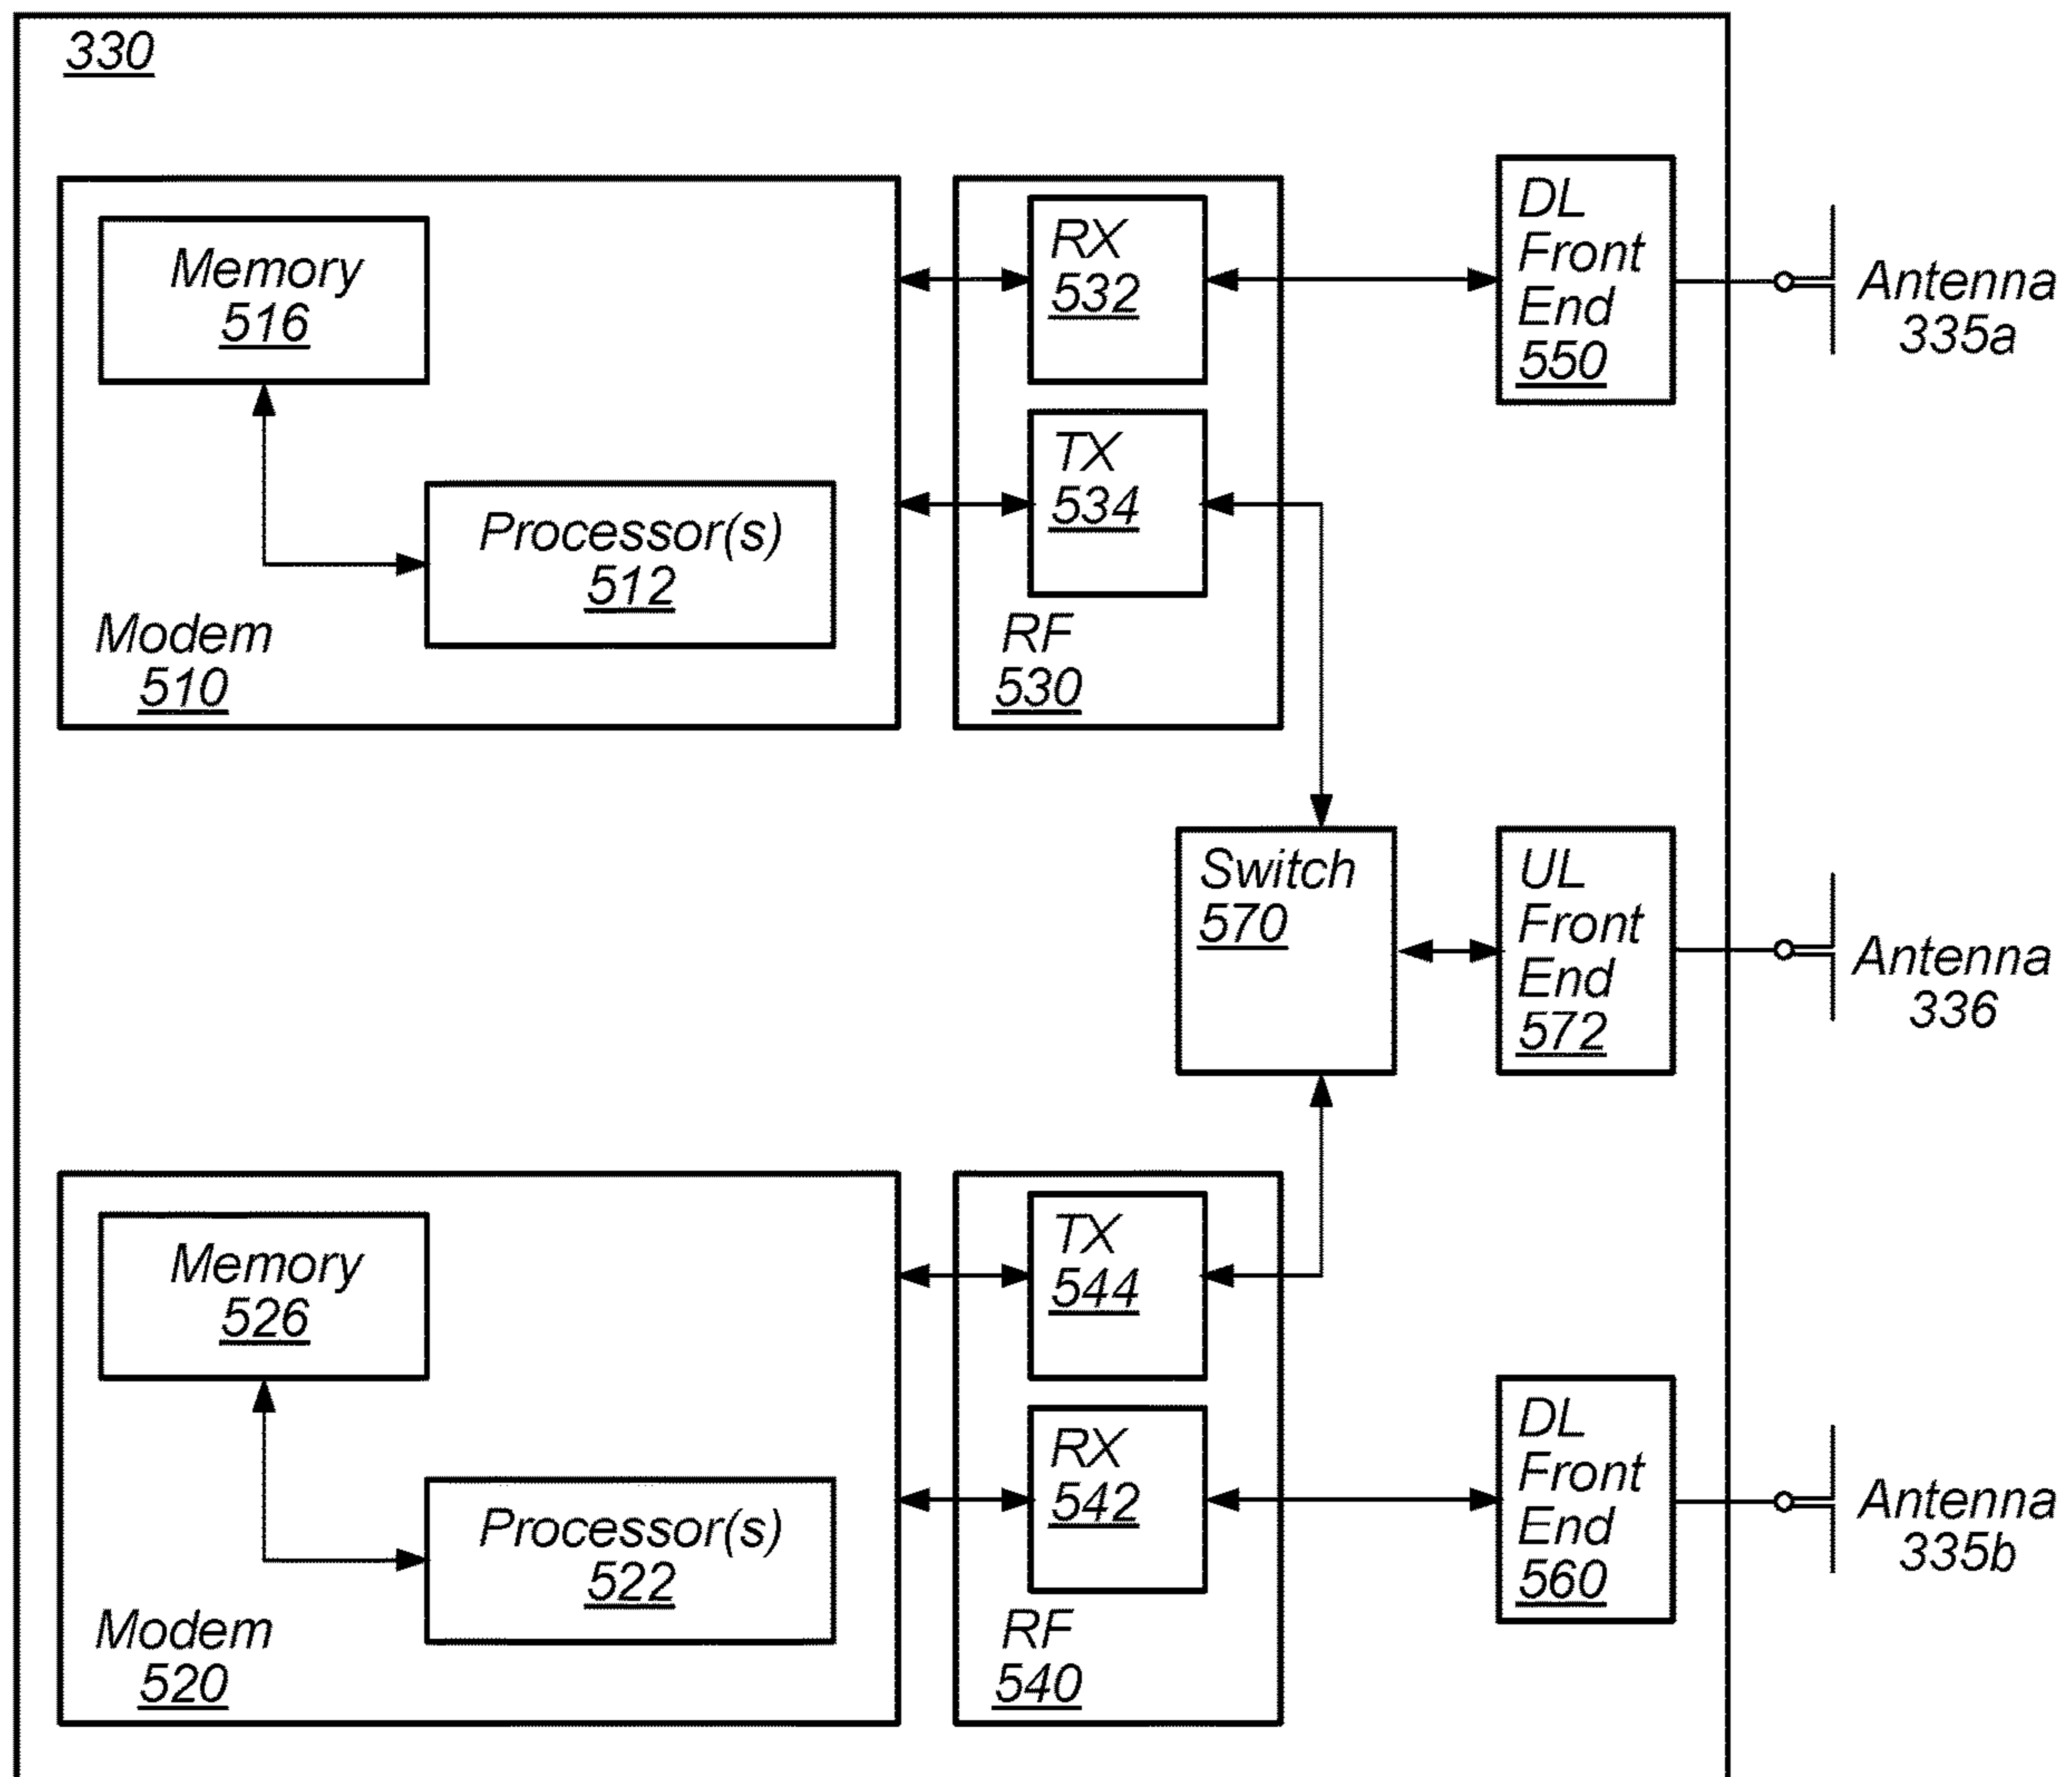 330
Memory
516
Processor(s)
512
Modem
510
RX
532
TX
534
RF
530
DL
Front
End
550
Antenna
335a
Switch
570
UL
Front
End
572
Antenna
336
Memory
526
Processor(s)
522
Modem
520
TX
544
RX
542
RF
540
DL
Front
End
560
Antenna
335b